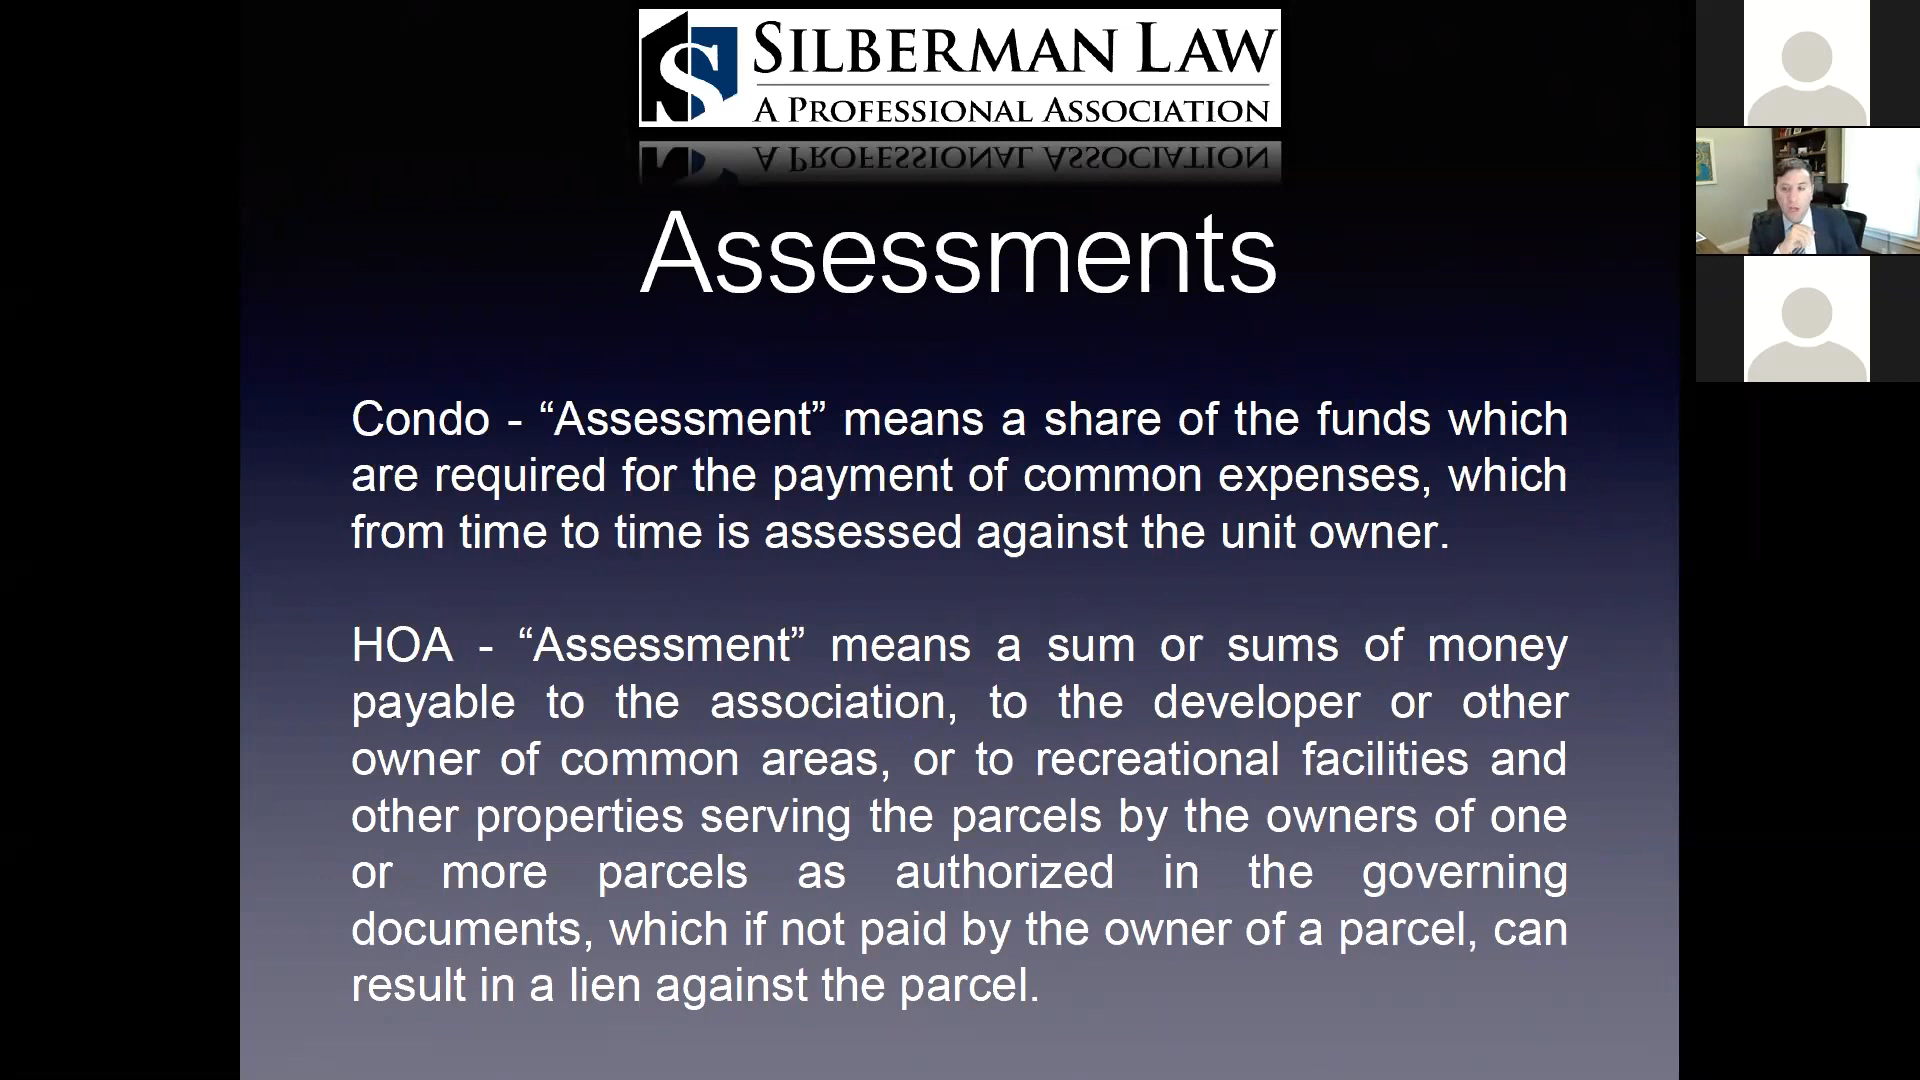 SILBERMAN LAW
A PROFESSIONAL ASSOCIATION
Assessments
Condo - “Assessment” means a share of the funds which
are required for the payment of common expenses, which
from time to time is assessed against the unit owner.
HOA - “Assessment” means a sum or sums of money
payable to the association, to the developer or other
owner of common areas, or to recreational facilities and
other properties serving the parcels by the owners of one
or more parcels as authorized in the governing
documents, which if not paid by the owner of a parcel, can
result in a lien against the parcel.